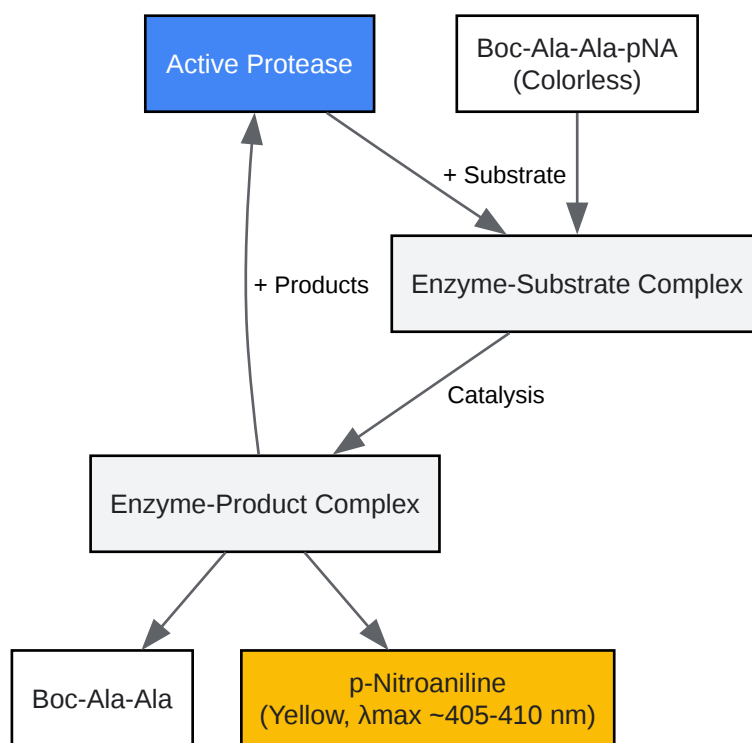 Active Protease
Boc-Ala-Ala-pNA
(Colorless)
+ Substrate
Enzyme-Substrate Complex
+ Products
Catalysis
Enzyme-Product Complex
Boc-Ala-Ala
p-Nitroaniline
(Yellow, λmax ~405-410 nm)